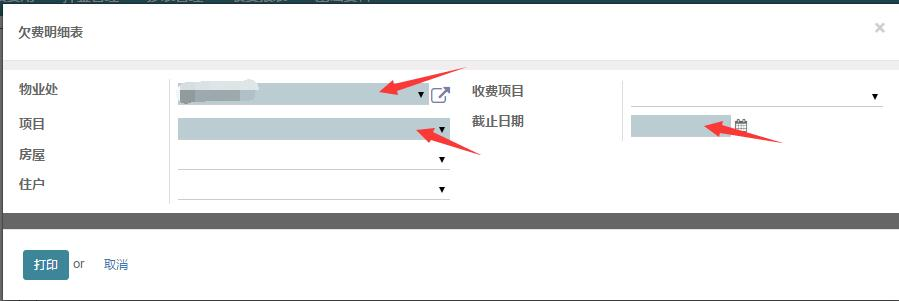 欠费明细表
×
物业处
收费项目
项目
截止日期
房屋
住户
打印 or 取消